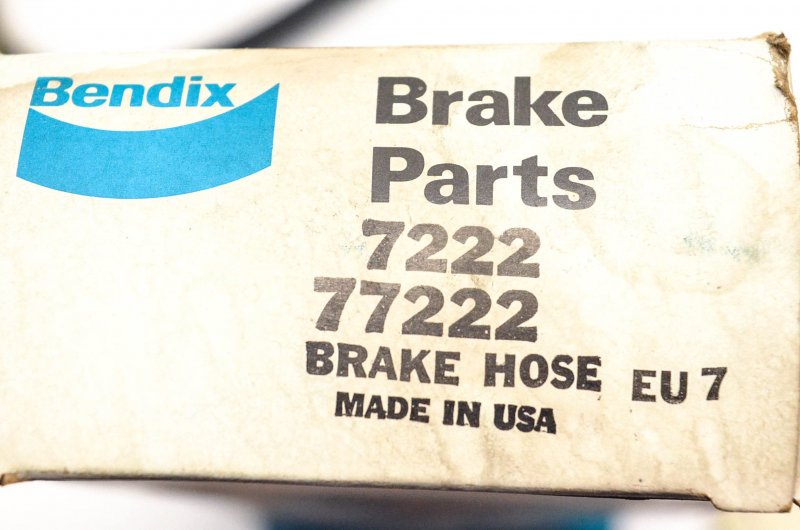 Bendix
Brake
Parts
7222
77222
BRAKE HOSE EU 7
MADE IN USA